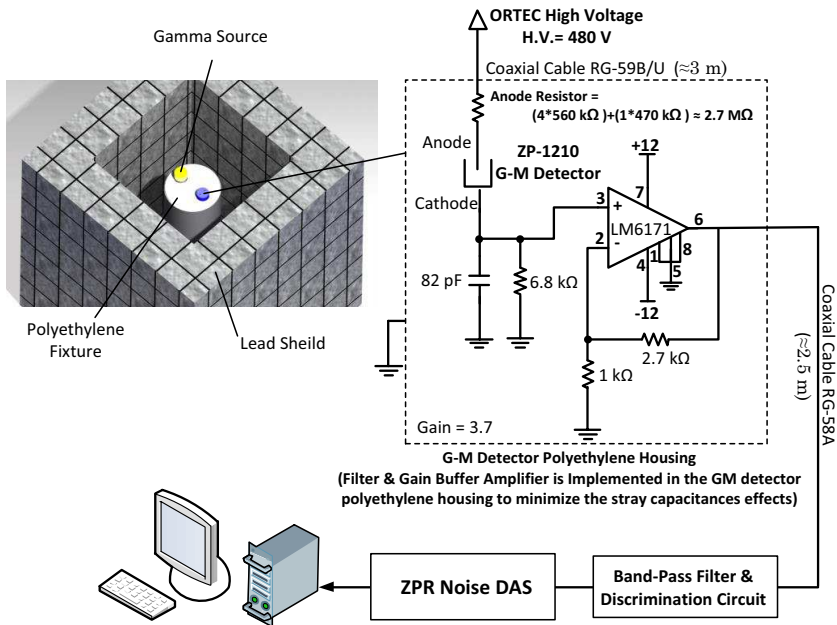 ORTEC High Voltage
H.V.= 480 V
Gamma Source
Coaxial Cable RG-59B/U (≈3 m)
Anode Resistor =
(4*560 kΩ)+(1*470 kΩ) ≈ 2.7 MΩ
Anode
ZP-1210
G-M Detector
Cathode
+12
7
3
+
LM6171
6
2
-
1
8
4
5
-12
82 pF
6.8 kΩ
2.7 kΩ
1 kΩ
Gain = 3.7
Coaxial Cable RG-58A
(≈2.5 m)
Polyethylene
Fixture
Lead Sheild
G-M Detector Polyethylene Housing
(Filter & Gain Buffer Amplifier is Implemented in the GM detector
polyethylene housing to minimize the stray capacitances effects)
ZPR Noise DAS
Band-Pass Filter &
Discrimination Circuit